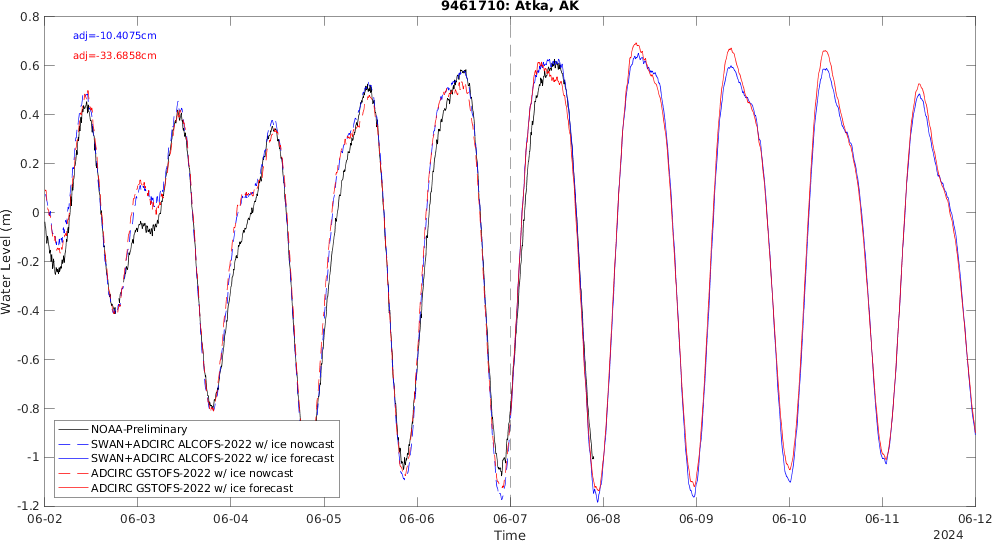 9461710: Atka, AK
adj=-10.4075cm
adj=-33.6858cm
0.8
0.6
0.4
0.2
0
-0.2
-0.4
-0.6
-0.8
-1
-1.2
Water Level (m)
NOAA-Preliminary
SWAN+ADCIRC ALCOFS-2022 w/ ice nowcast
SWAN+ADCIRC ALCOFS-2022 w/ ice forecast
ADCIRC GSTOFS-2022 w/ ice nowcast
ADCIRC GSTOFS-2022 w/ ice forecast
06-02 06-03 06-04 06-05 06-06 06-07 06-08 06-09 06-10 06-11 06-12
Time
2024